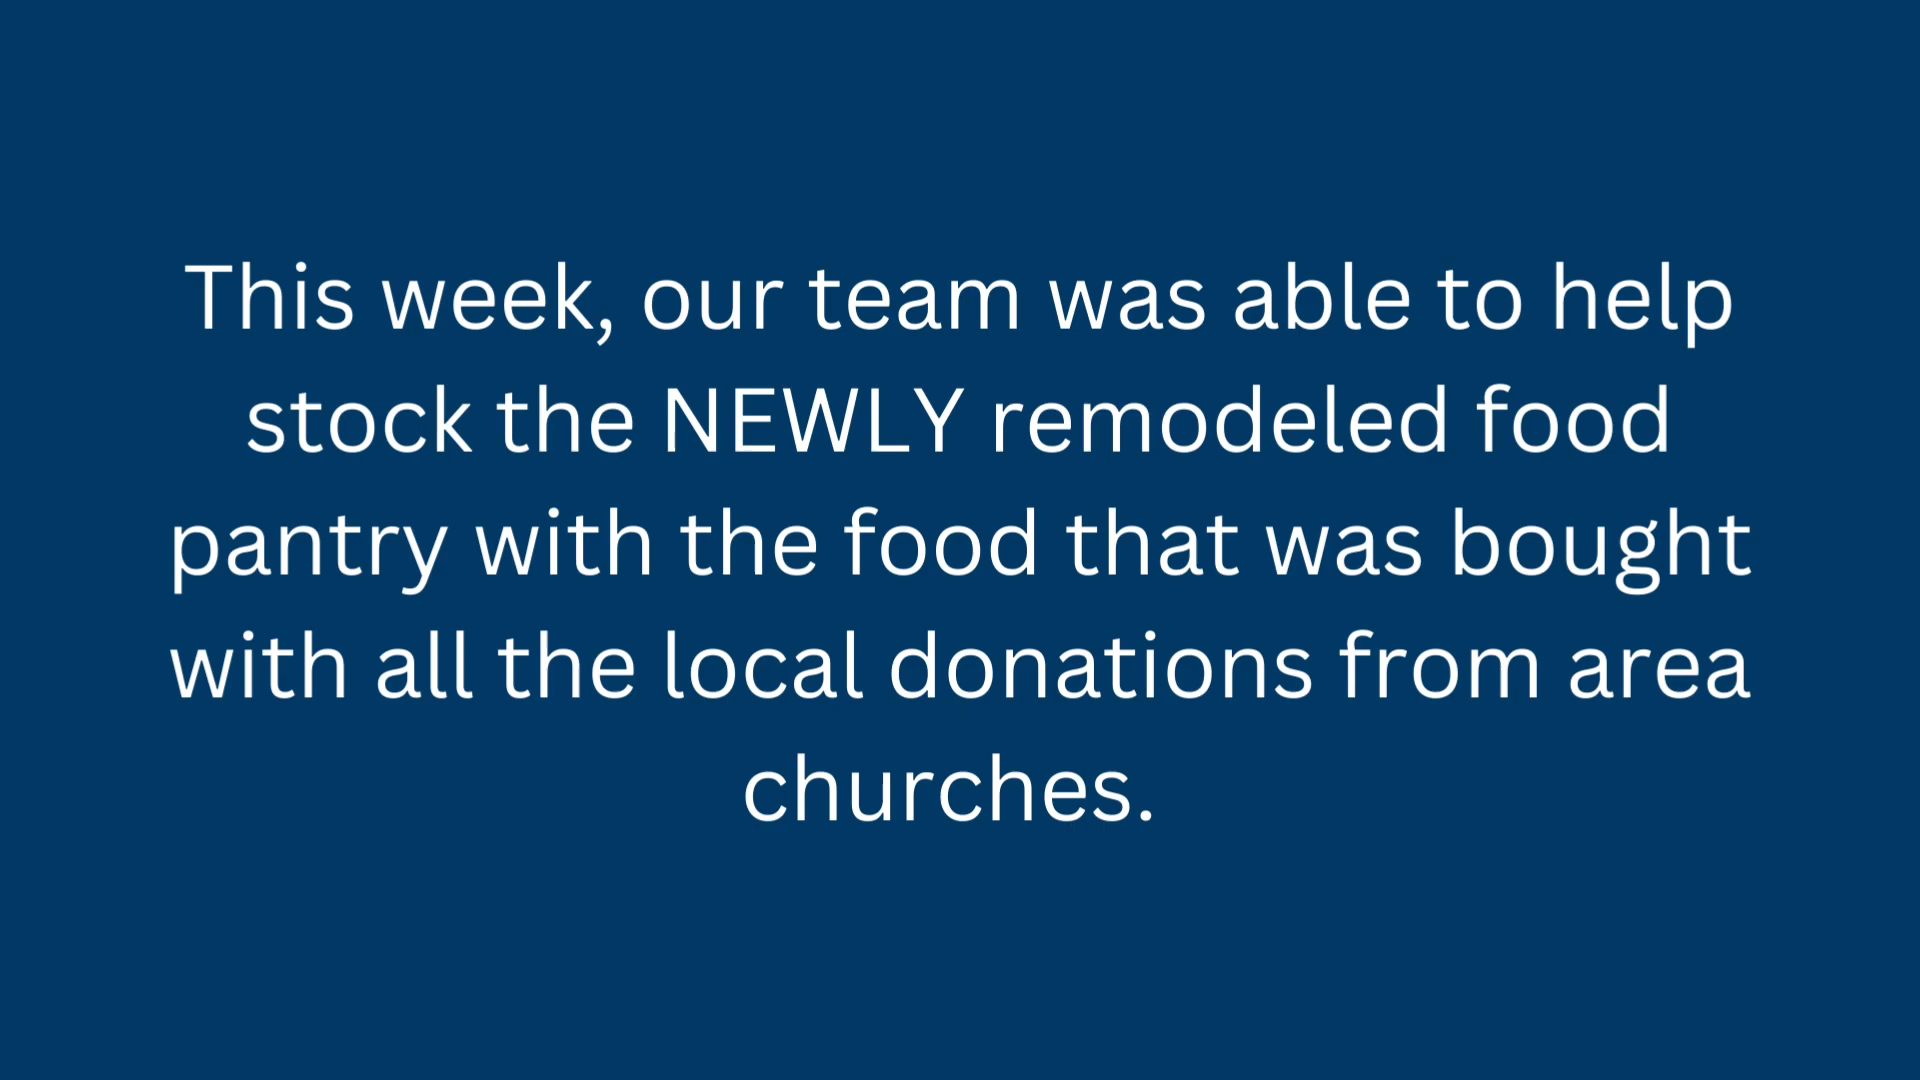 This week, our team was able to help
stock the NEWLY remodeled food
pantry with the food that was bought
with all the local donations from area
churches.